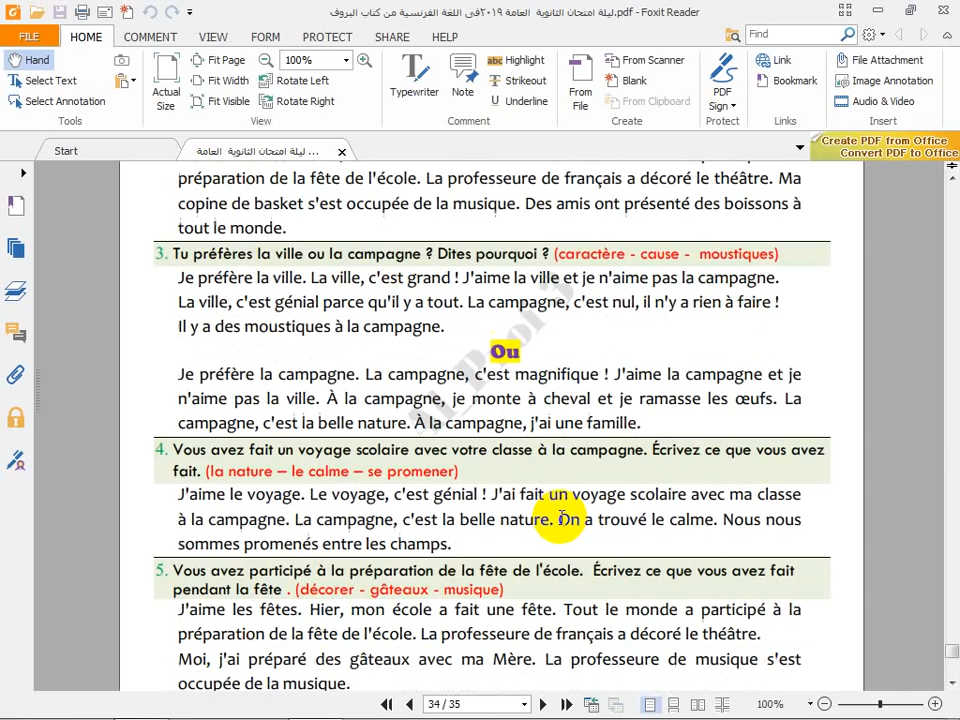 ليلة امتحان الثانوية العامة ٢٠١٩فى اللغة الفرنسية من كتاب البروف.pdf - Foxit Reader
FILE HOME COMMENT VIEW FORM PROTECT SHARE HELP Find
Hand Fit Page 100% From Scanner Link File Attachment
Select Text Fit Width Rotate Left Highlight Blank Bookmark Image Annotation
Select Annotation Actual Size Fit Visible Rotate Right Typewriter Note Strikeout Underline From File From Clipboard PDF Sign Audio & Video
Tools View Comment Create Protect Links Insert
Start ليلة امتحان الثانوية العامة ... Create PDF from Office
Convert PDF to Office
préparation de la fête de l'école. La professeure de français a décoré le théâtre. Ma
copine de basket s'est occupée de la musique. Des amis ont présenté des boissons à
tout le monde.
3. Tu préfères la ville ou la campagne ? Dites pourquoi ? (caractère - cause - moustiques)
Je préfère la ville. La ville, c'est grand ! J'aime la ville et je n'aime pas la campagne.
La ville, c'est génial parce qu'il y a tout. La campagne, c'est nul, il n'y a rien à faire !
Il y a des moustiques à la campagne.
Ou
Je préfère la campagne. La campagne, c'est magnifique ! J'aime la campagne et je
n'aime pas la ville. À la campagne, je monte à cheval et je ramasse les œufs. La
campagne, c'est la belle nature. À la campagne, j'ai une famille.
4. Vous avez fait un voyage scolaire avec votre classe à la campagne. Écrivez ce que vous avez
fait. (la nature – le calme – se promener)
J'aime le voyage. Le voyage, c'est génial ! J'ai fait un voyage scolaire avec ma classe
à la campagne. La campagne, c'est la belle nature. On a trouvé le calme. Nous nous
sommes promenés entre les champs.
5. Vous avez participé à la préparation de la fête de l'école. Écrivez ce que vous avez fait
pendant la fête . (décorer - gâteaux - musique)
J'aime les fêtes. Hier, mon école a fait une fête. Tout le monde a participé à la
préparation de la fête de l'école. La professeure de français a décoré le théâtre.
Moi, j'ai préparé des gâteaux avec ma Mère. La professeure de musique s'est
occupée de la musique.
34 / 35 100%